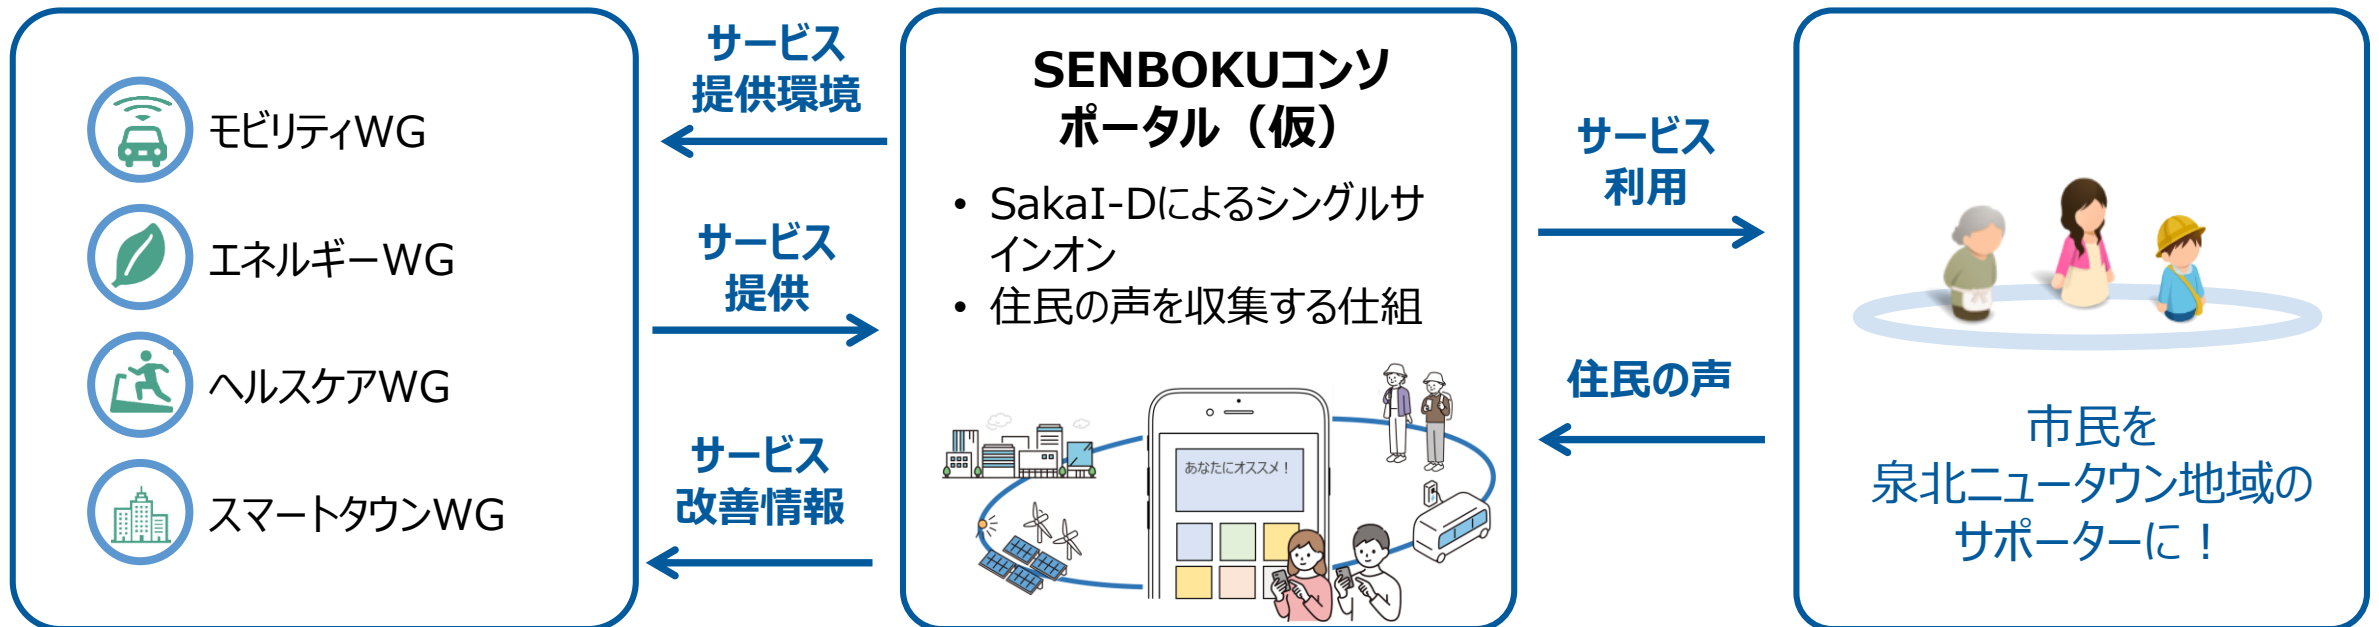 モビリティWG
エネルギーWG
ヘルスケアWG
スマートタウンWG
サービス
提供環境
サービス
提供
サービス
改善情報
SENBOKUコンソ
ポータル（仮）
• SakaI-Dによるシングルサ
インオン
• 住民の声を収集する仕組
あなたにオススメ！
サービス
利用
住民の声
市民を
泉北ニュータウン地域の
サポーターに！